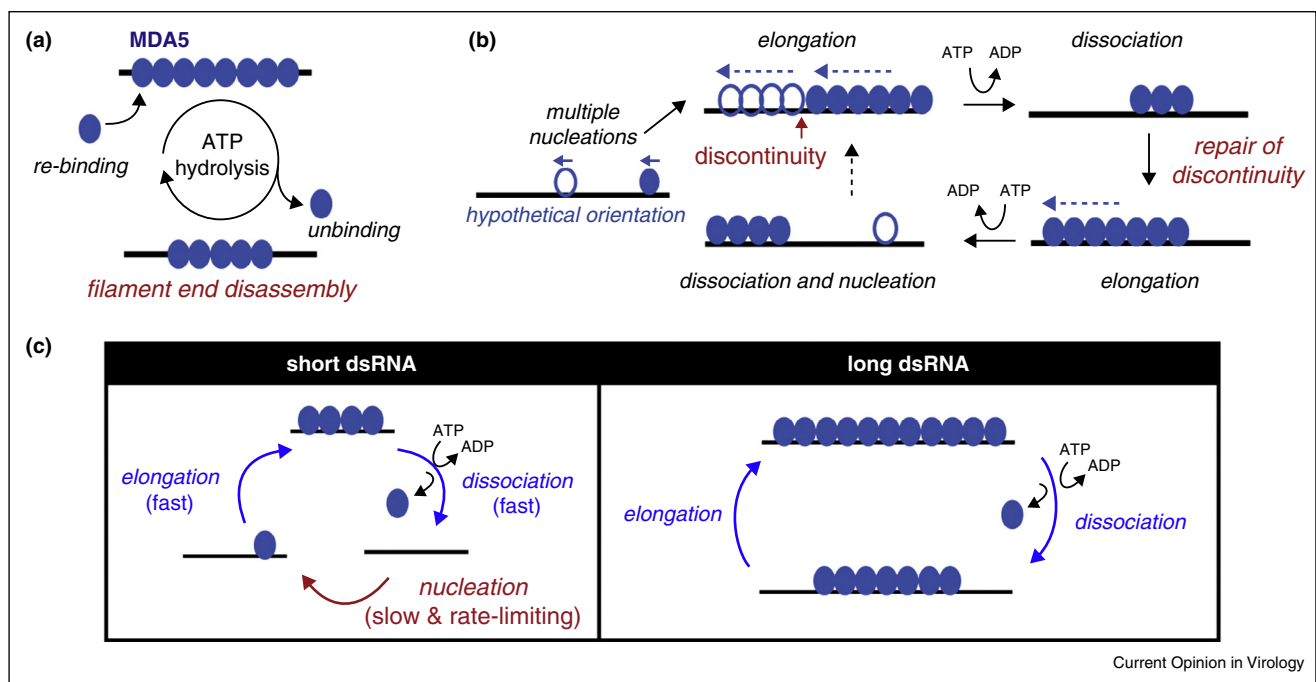 (a)
MDA5
re-binding
ATP
hydrolysis
unbinding
filament end disassembly
(b)
elongation
ATP
ADP
dissociation
multiple
nucleations
discontinuity
hypothetical orientation
repair of
discontinuity
ADP
ATP
dissociation and nucleation
elongation
(c)
short dsRNA
long dsRNA
ATP
ADP
elongation
(fast)
dissociation
(fast)
nucleation
(slow & rate-limiting)
ATP
ADP
elongation
dissociation
Current Opinion in Virology